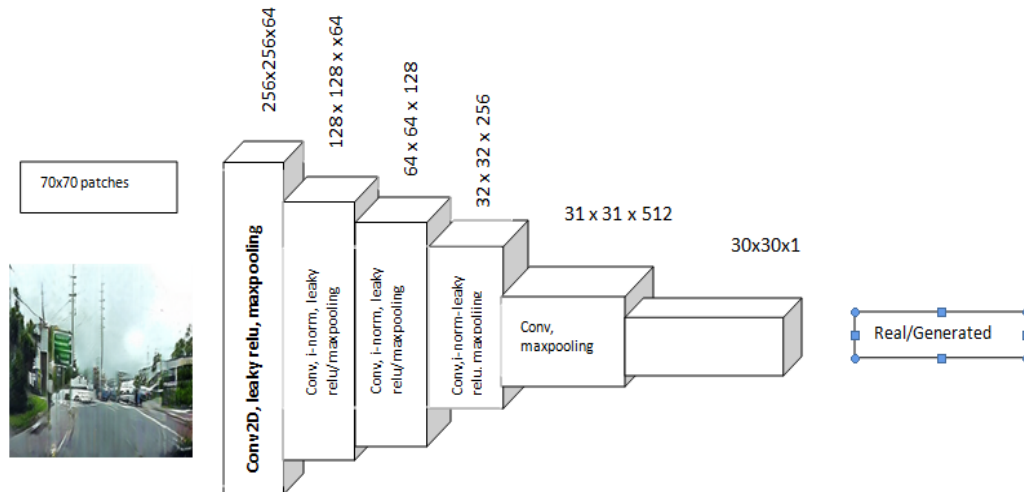 256x256x64
128 x 128 x x64
64 x 64 x 128
32 x 32 x 256
31 x 31 x 512
30x30x1
70x70 patches
Conv2D, leaky relu, maxpooling
Conv, i-norm, leaky
relu/maxpooling
Conv, i-norm, leaky
relu/maxpooling
Conv,i-norm-leaky
relu. maxpooliing
Conv,
maxpooling
Real/Generated